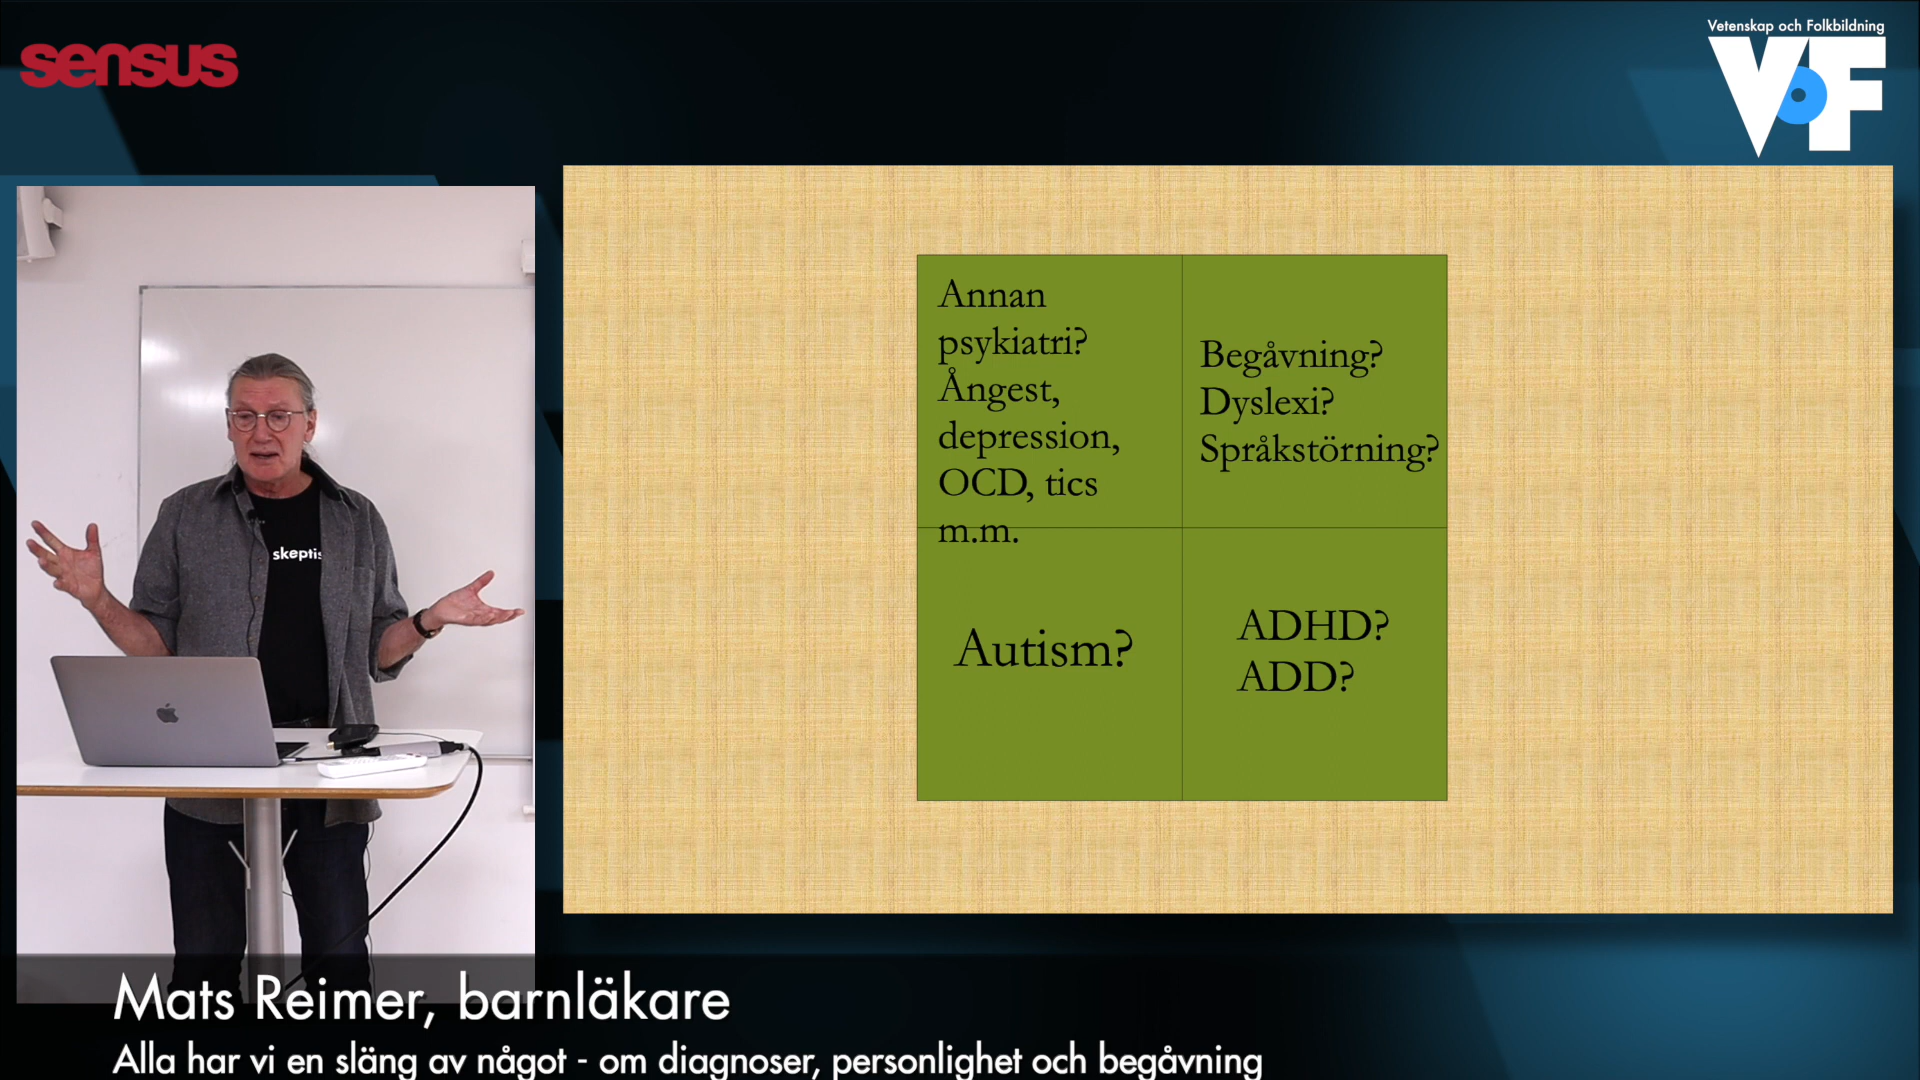 sensus
Vetenskap och Folkbildning
VoF
Annan
psykiatri?
Ångest,
depression,
OCD, tics
m.m.
Begåvning?
Dyslexi?
Språkstörning?
Autism?
ADHD?
ADD?
skeptis
Mats Reimer, barnläkare
Alla har vi en släng av något - om diagnoser, personlighet och begåvning